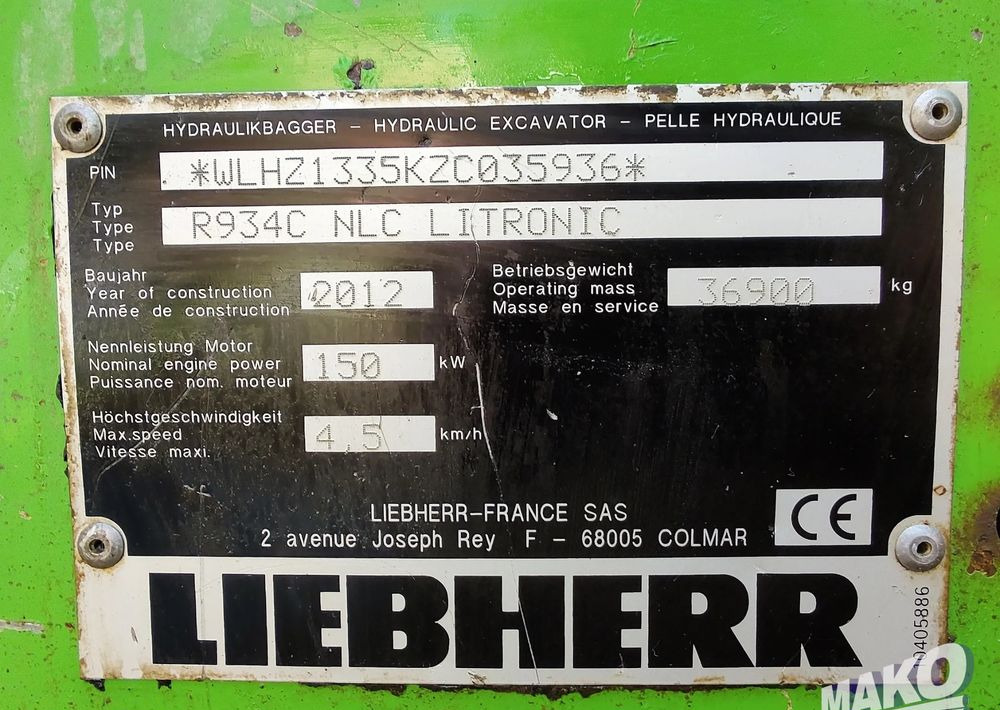 HYDRAULIKBAGGER – HYDRAULIC EXCAVATOR – PELLE HYDRAULIQUE
PIN *WLHZ1335KZC035936*
Typ
Type R934C NLC LITRONIC
Type
Baujahr
Year of construction 2012
Année de construction
Betriebsgewicht
Operating mass 36900 kg
Masse en service
Nennleistung Motor
Nominal engine power 150 kW
Puissance nom. moteur
Höchstgeschwindigkeit
Max.speed 4,5 km/h
Vitesse maxi.
LIEBHERR-FRANCE SAS
2 avenue Joseph Rey F – 68005 COLMAR
CE
LIEBHERR
MAKO